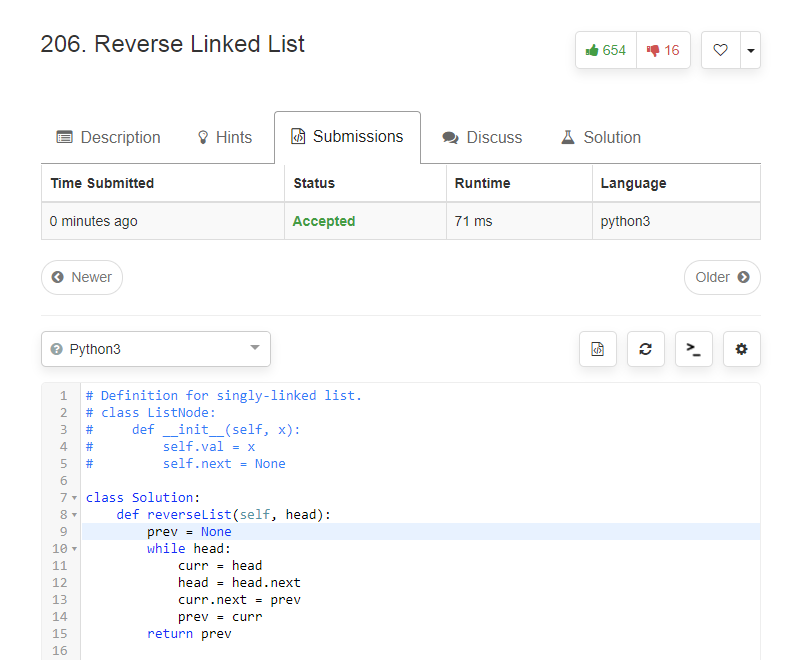 206. Reverse Linked List
654 16
Description Hints Submissions Discuss Solution
Time Submitted Status Runtime Language
0 minutes ago Accepted 71 ms python3
Newer Older
Python3
1 # Definition for singly-linked list.
2 # class ListNode:
3 #     def __init__(self, x):
4 #         self.val = x
5 #         self.next = None
6
7 class Solution:
8     def reverseList(self, head):
9         prev = None
10         while head:
11             curr = head
12             head = head.next
13             curr.next = prev
14             prev = curr
15         return prev
16